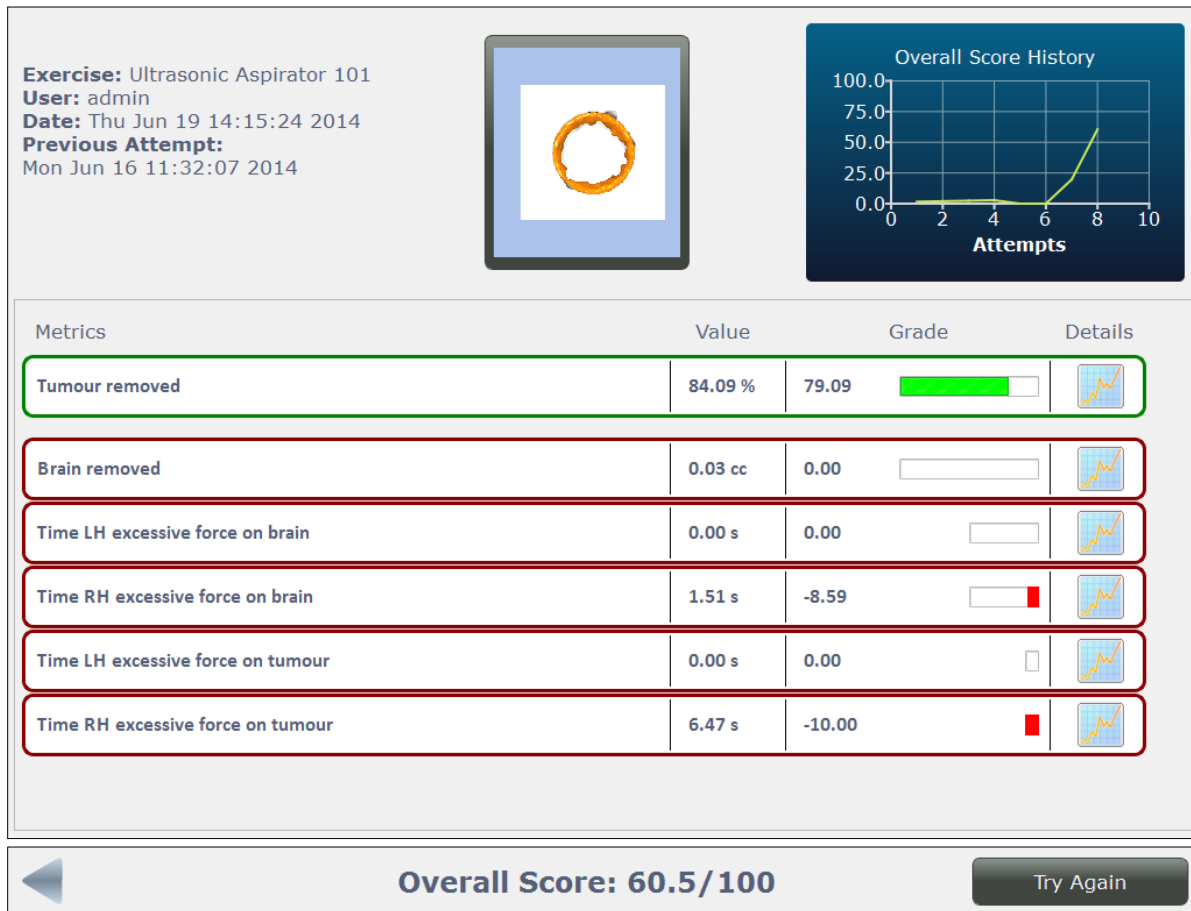 Exercise: Ultrasonic Aspirator 101
User: admin
Date: Thu Jun 19 14:15:24 2014
Previous Attempt:
Mon Jun 16 11:32:07 2014
Overall Score History
100.0
75.0
50.0
25.0
0.0
0 2 4 6 8 10
Attempts
Metrics Value Grade Details
Tumour removed 84.09 % 79.09
Brain removed 0.03 cc 0.00
Time LH excessive force on brain 0.00 s 0.00
Time RH excessive force on brain 1.51 s -8.59
Time LH excessive force on tumour 0.00 s 0.00
Time RH excessive force on tumour 6.47 s -10.00
Overall Score: 60.5/100
Try Again